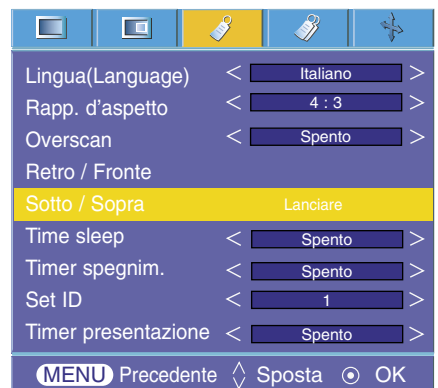 Lingua(Language) < Italiano >
Rapp. d'aspetto < 4 : 3 >
Overscan < Spento >
Retro / Fronte
Sotto / Sopra Lanciare
Time sleep < Spento >
Timer spegnim. < Spento >
Set ID < 1 >
Timer presentazione < Spento >
MENU Precedente Sposta OK